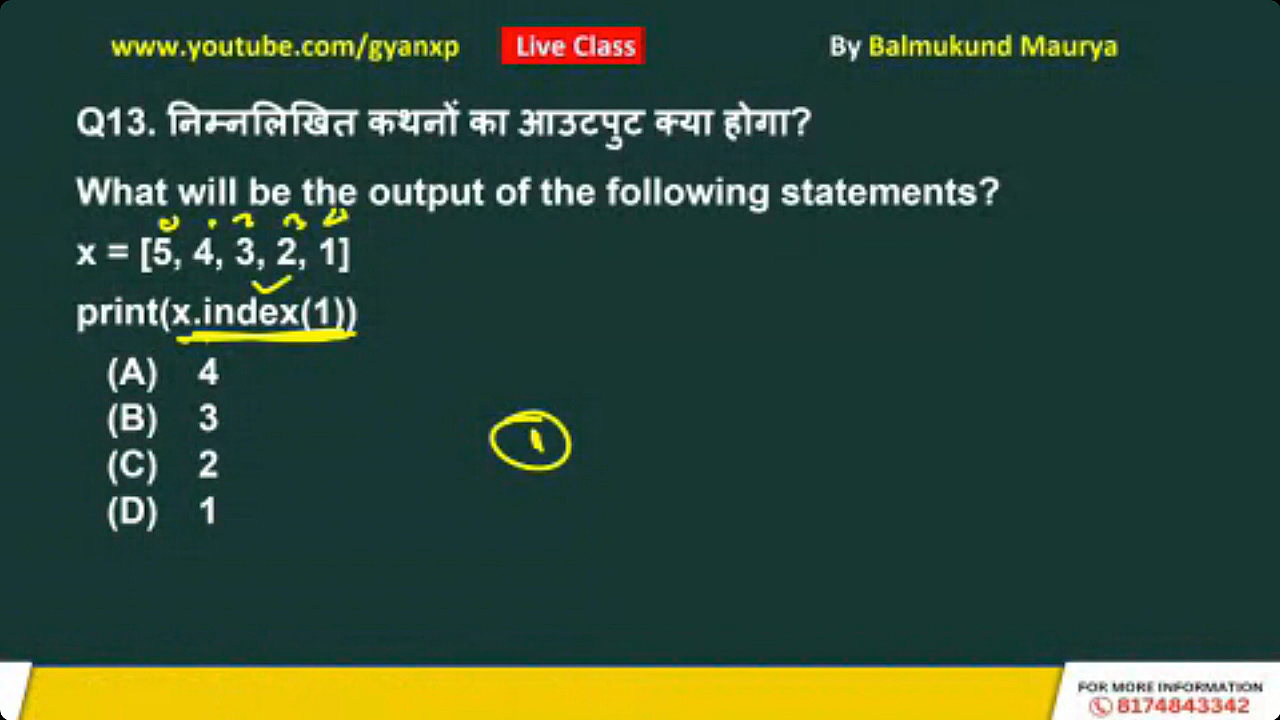 www.youtube.com/gyanxp Live Class By Balmukund Maurya
Q13. निम्नलिखित कथनों का आउटपुट क्या होगा?
What will be the output of the following statements?
x = [5, 4, 3, 2, 1]
print(x.index(1))
(A) 4
(B) 3
(C) 2
(D) 1
1
FOR MORE INFORMATION
8174843342